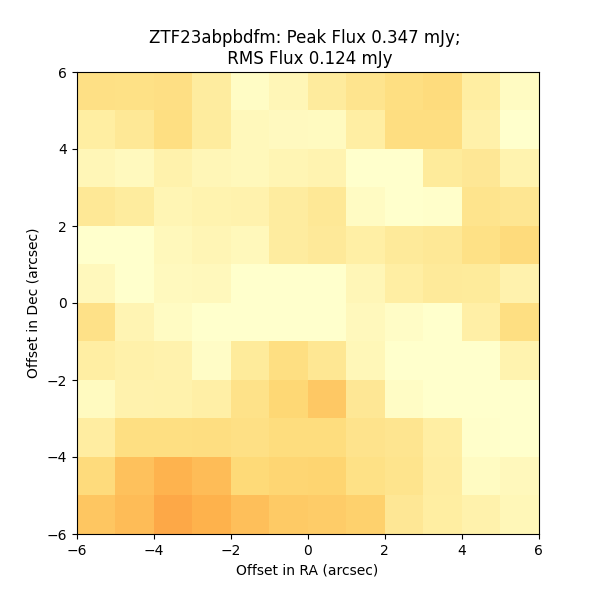 ZTF23abpbdfm: Peak Flux 0.347 mJy;
RMS Flux 0.124 mJy
6
4
2
0
−2
−4
−6
Offset in Dec (arcsec)
−6 −4 −2 0 2 4 6
Offset in RA (arcsec)